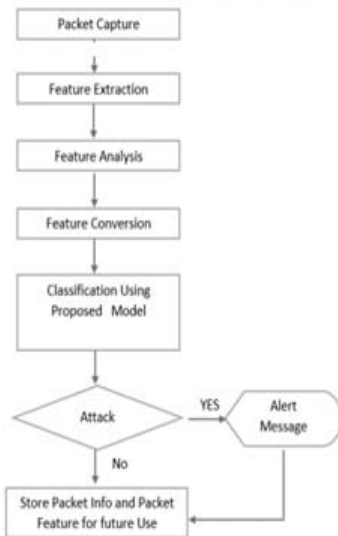 Packet Capture
Feature Extraction
Feature Analysis
Feature Conversion
Classification Using
Proposed Model
Attack
YES
Alert
Message
No
Store Packet Info and Packet
Feature for future Use